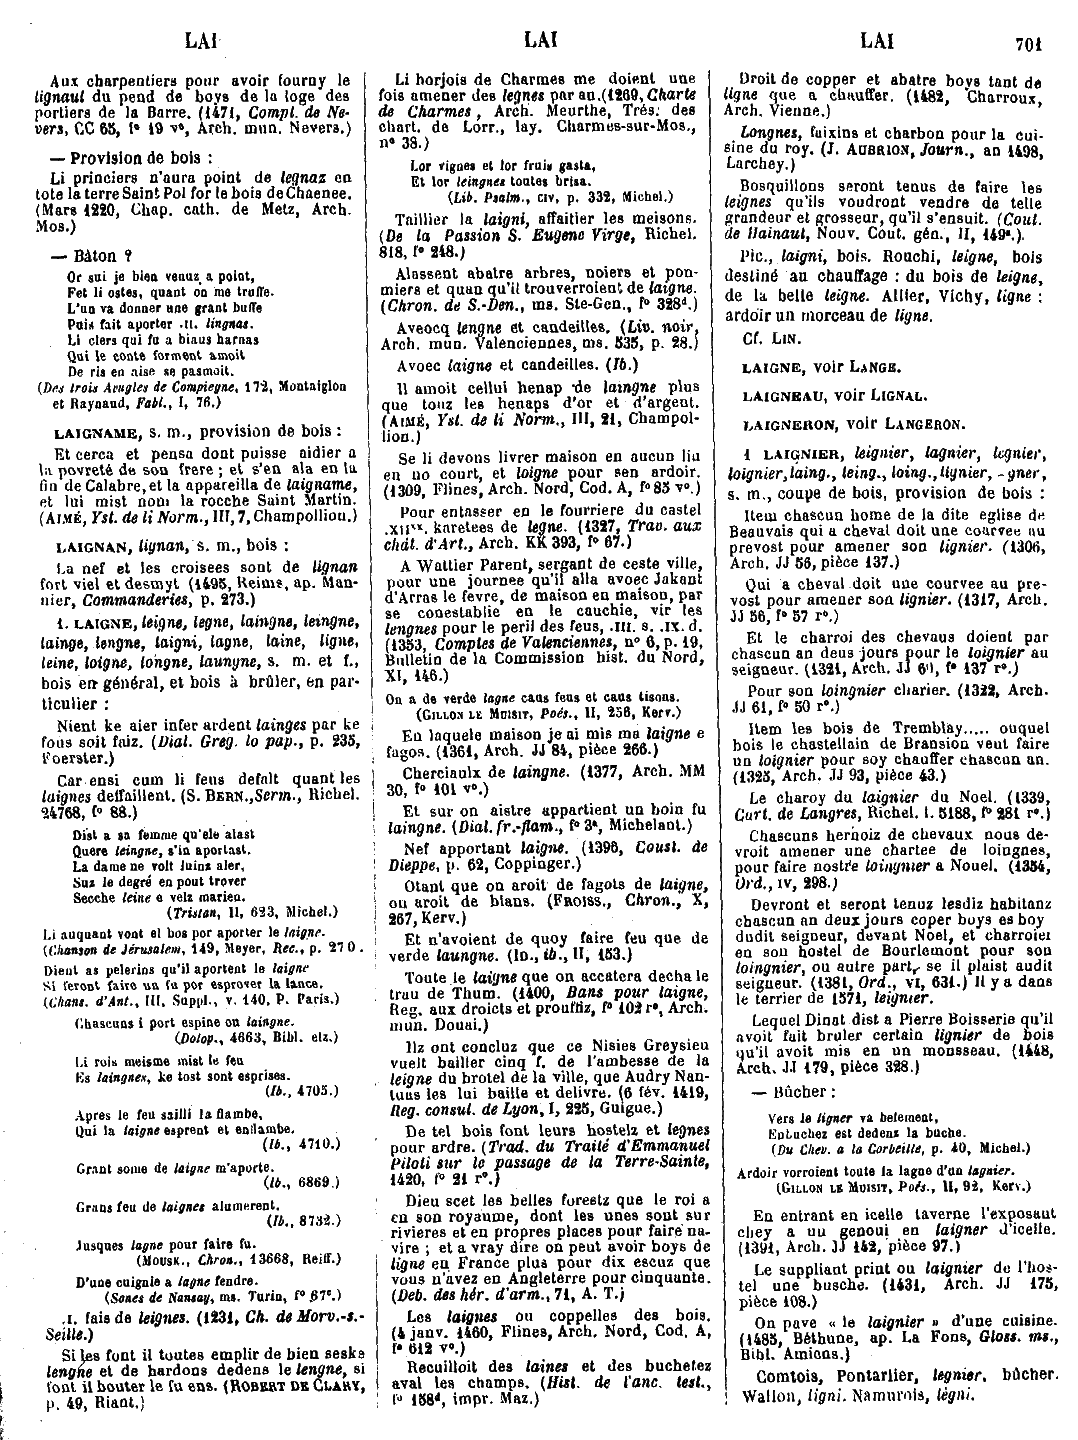 LAI
LAI
LAI
701
Aux charpentiers pour avoir fourny le
lignaul du pend de boys de la loge des
portiers de la Barre. (1471, Compl. de Ne-
vers, CC 65, f° 19 v°, Arch. mun. Nevers.)
— Provision de bois :
Li princiers n'aura point de legnaz en
tote la terre Saint Pol for le bois de Chaenee.
(Mars 1220, Chap. cath. de Metz, Arch.
Mos.)
— Bâton ?
Or sui je bien venuz a point,
Fet li ostes, quant on me truffe.
L'un va donner une grant buffe
Puis fait aporter .II. lingnas.
Li clers qui fu a biaus harnas
Qui le conte forment amoit
De ris en aise se pasmoit.
(Des trois Avugles de Compiegne, 172, Montaiglon
et Raynaud, Fabl., I, 76.)
LAIGNAME, s. m., provision de bois :
Et cerca et pensa dont puisse aidier a
la povreté de son frere ; et s'en ala en la
fin de Calabre, et la appareilla de laigname,
et lui mist nom la rocche Saint Martin.
(AIMÉ, Yst. de li Norm., III, 7, Champollion.)
LAIGNAN, lignan, s. m., bois :
La nef et les croisees sont de lignan
fort viel et desmyt (1495, Reims, ap. Man-
nier, Commanderies, p. 273.)
1. LAIGNE, leigne, legne, laingne, leingne,
lainge, lengne, laigni, lagne, laine, ligne,
leine, loigne, longne, laungne, s. m. et f.,
bois en général, et bois à brûler, en par-
ticulier :
Nient ke aier infer ardent lainges par ke
fous soit faiz. (Dial. Greg. lo pap., p. 235,
Foerster.)
Car ensi cum li feus defalt quant les
laignes deffaillent. (S. BERN., Serm., Richel.
24768, f° 88.)
Dist a sa femme qu'ele alast
Quere leingne, s'in aportast.
La dame ne volt luinz aler,
Suz le degré en pout trover
Secche leine e velz marien.
(Tristan, II, 623, Michel.)
Li auquant vont el bos por aporter le laigne.
(Chanson de Jérusalem, 149, Meyer, Rec., p. 270.
Dient as pelerins qu'il aportent le laigne
Si feront faire un fu por esprover la lance.
(Chans. d'Ant., III, Suppl., v. 140, P. Paris.)
Chascuns i port espine ou laingne.
(Dolop., 4663, Bibl. elz.)
Li rois meisme mist le feu
Es laingnes, ke tost sont esprises.
(Ib., 4705.)
Apres le feu sailli la flambe,
Qui la laigne esprent et enflambe.
(Ib., 4710.)
Grant some de laigne m'aporte.
(Ib., 6869.)
Grans feu de laignes alumerent.
(Ib., 8732.)
Jusques lagne pour faire fu.
(MOUSK., Chron., 13668, Reiff.)
D'une cuignie a lagne fendre.
(Sones de Nansay, ms. Turin, f° 67ᶜ.)
.I. fais de leignes. (1231, Ch. de Morv.-s.-
Seille.)
Si les font il toutes emplir de bien seske
lenghe et de hardons dedens le lengne, si
font il bouter le fu ens. (ROBERT DE CLARY,
p. 49, Riant.)
Li borjois de Charmes me doient une
fois amener des legnes par an. (1269, Charte
de Charmes, Arch. Meurthe, Trés. des
chart. de Lorr., lay. Charmes-sur-Mos.,
n° 38.)
Lor vignes et lor fruis gasta,
Et lor leingnes toutes brisa.
(Lib. Psalm., CIV, p. 332, Michel.)
Taillier la laigni, affaitier les meisons.
(De la Passion S. Eugene Virge, Richel.
818, f° 248.)
Alassent abatre arbres, noiers et pom-
miers et quan qu'il trouverroient de laigne.
(Chron. de S.-Den., ms. Ste-Gen., f° 328ᵈ.)
Aveocq lengne et candeilles. (Liv. noir,
Arch. mun. Valenciennes, ms. 535, p. 28.)
Avoec laigne et candeilles. (Ib.)
Il amoit cellui henap de laingne plus
que touz les henaps d'or et d'argent.
(AIMÉ, Yst. de li Norm., III, 21, Champol-
lion.)
Se li devons livrer maison en aucun liu
en no court, et loigne pour sen ardoir.
(1309, Flines, Arch. Nord, Cod. A, f° 85 v°.)
Pour entasser en le fourriere du castel
.XIIˣˣ. karetees de legne. (1327, Trav. aux
chât. d'Art., Arch. KK 393, f° 67.)
A Wattier Parent, sergant de ceste ville,
pour une journee qu'il alla avoec Jakant
d'Arras le fevre, de maison en maison, par
se conestablie en le cauchie, vir les
lengnes pour le peril des feus, .III. s. .IX. d.
(1353, Comptes de Valenciennes, n° 6, p. 19,
Bulletin de la Commission hist. du Nord,
XI, 146.)
On a de verde lagne caus feus et caus tisons.
(GILLON LE MUISIT, Poés., II, 256, Kerv.)
En laquele maison je ai mis ma laigne e
fagos. (1361, Arch. JJ 84, pièce 266.)
Cherciaulx de laingne. (1377, Arch. MM
30, f° 101 v°.)
Et sur on aistre appartient un boin fu
laingne. (Dial. fr.-flam., f° 3ᵃ, Michelant.)
Nef apportant laigne. (1396, Coust. de
Dieppe, p. 62, Coppinger.)
Otant que on aroit de fagots de laigne,
ou aroit de blans. (FROISS., Chron., X,
267, Kerv.)
Et n'avoient de quoy faire feu que de
verde laungne. (ID., ib., II, 153.)
Toute le laigne que on accatera decha le
trau de Thum. (1400, Bans pour laigne,
Reg. aux droicts et prouffiz, f° 102 r°, Arch.
mun. Douai.)
Ilz ont concluz que ce Nisies Greysieu
vuelt bailler cinq f. de l'ambesse de la
leigne du brotel de la ville, que Audry Nan-
tuas les lui baille et delivre. (6 fév. 1419,
Reg. consul. de Lyon, I, 225, Guigue.)
De tel bois font leurs hostelz et legnes
pour ardre. (Trad. du Traité d'Emmanuel
Piloti sur le passage de la Terre-Sainte,
1420, f° 21 r°.)
Dieu scet les belles forestz que le roi a
en son royaume, dont les unes sont sur
rivieres et en propres places pour faire na-
vire ; et a vray dire on peut avoir boys de
ligne en France plus pour dix escuz que
vous n'avez en Angleterre pour cinquante.
(Deb. des hér. d'arm., 71, A. T.)
Les laignes ou coppelles des bois.
(4 janv. 1460, Flines, Arch. Nord, Cod. A,
f° 612 v°.)
Recuilloit des laines et des buchetez
aval les champs. (Hist. de l'anc. test.,
f° 158ᵈ, impr. Maz.)
Droit de copper et abatre boys tant de
ligne que a chauffer. (1482, Charroux,
Arch. Vienne.)
Longnes, fuixins et charbon pour la cui-
sine du roy. (J. AUBRION, Journ., an 1498,
Larchey.)
Bosquillons seront tenus de faire les
leignes qu'ils voudront vendre de telle
grandeur et grosseur, qu'il s'ensuit. (Cout.
de Hainaut, Nouv. Cout. gén., II, 149ᵃ.).
Pic., laigni, bois. Rouchi, leigne, bois
destiné au chauffage : du bois de leigne,
de la belle leigne. Allier, Vichy, ligne :
ardoir un morceau de ligne.
Cf. LIN.
LAIGNE, voir LANGE.
LAIGNEAU, voir LIGNAL.
LAIGNERON, voir LANGERON.
1 LAIGNIER, leignier, lagnier, legnier,
loignier, laing., leing., loing., lignier, -gner,
s. m., coupe de bois, provision de bois :
Item chascun home de la dite eglise de
Beauvais qui a cheval doit une courvee au
prevost pour amener son lignier. (1306,
Arch. JJ 56, pièce 137.)
Qui a cheval doit une courvee au pre-
vost pour amener son lignier. (1317, Arch.
JJ 56, f° 57 r°.)
Et le charroi des chevaus doient par
chascun an deus jours pour le loignier au
seigneur. (1321, Arch. JJ 60, f° 137 r°.)
Pour son loingnier charier. (1322, Arch.
JJ 61, f° 50 r°.)
Item les bois de Tremblay..... ouquel
bois le chastellain de Bransion veut faire
un loignier pour soy chauffer chascun an.
(1325, Arch. JJ 93, pièce 43.)
Le charoy du laignier du Noel. (1339,
Cart. de Langres, Richel. l. 5188, f° 281 r°.)
Chascuns hernoiz de chevaux nous de-
vroit amener une chartee de loingnes,
pour faire nostre loingnier a Nouel. (1354,
Ord., IV, 298.)
Devront et seront tenuz lesdiz habitanz
chascun an deux jours coper buys es boy
dudit seigneur, devant Noel, et charroier
en son hostel de Bourlemont pour son
loingnier, ou autre part, se il plaist audit
seigneur. (1381, Ord., VI, 631.) Il y a dans
le terrier de 1571, leignier.
Lequel Dinat dist a Pierre Boisserie qu'il
avoit fait bruler certain lignier de bois
qu'il avoit mis en un monsseau. (1448,
Arch. JJ 179, pièce 328.)
— Bûcher :
Vers le ligner va belement,
Enbuchez est dedenz la buche.
(Du Chev. a la Corbeille, p. 40, Michel.)
Ardoir vorroient toute la lagne d'un lagnier.
(GILLON LE MUISIT, Poés., II, 92, Kerv.)
En entrant en icelle taverne l'exposant
chey a un genoui en laigner d'icelle.
(1391, Arch. JJ 142, pièce 97.)
Le suppliant print ou laignier de l'hos-
tel une busche. (1431, Arch. JJ 175,
pièce 108.)
On pave « le laignier » d'une cuisine.
(1485, Béthune, ap. La Fons, Gloss. ms.,
Bibl. Amiens.)
Comtois, Pontarlier, legnier, bûcher.
Wallon, ligni. Namurois, lègni.